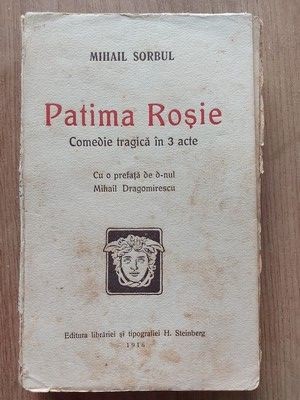 MIHAIL SORBUL
Patima Roșie
Comedie tragică în 3 acte
Cu o prefață de d-nul
Mihail Dragomirescu
Editura librăriei și tipografiei H. Steinberg
1916